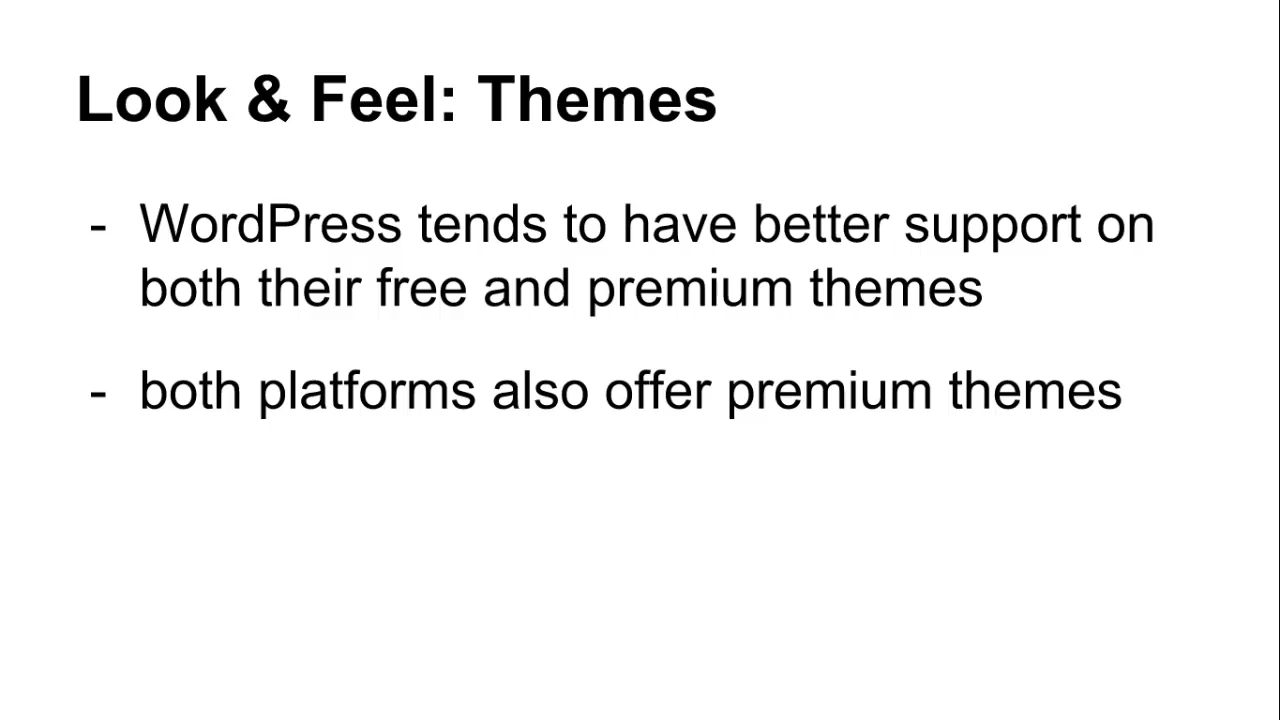 Look & Feel: Themes
- WordPress tends to have better support on
both their free and premium themes
- both platforms also offer premium themes